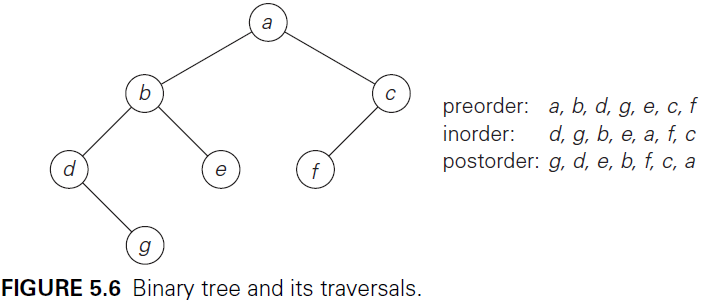 a
b
c
d
e
f
g
preorder: a, b, d, g, e, c, f
inorder: d, g, b, e, a, f, c
postorder: g, d, e, b, f, c, a
FIGURE 5.6 Binary tree and its traversals.